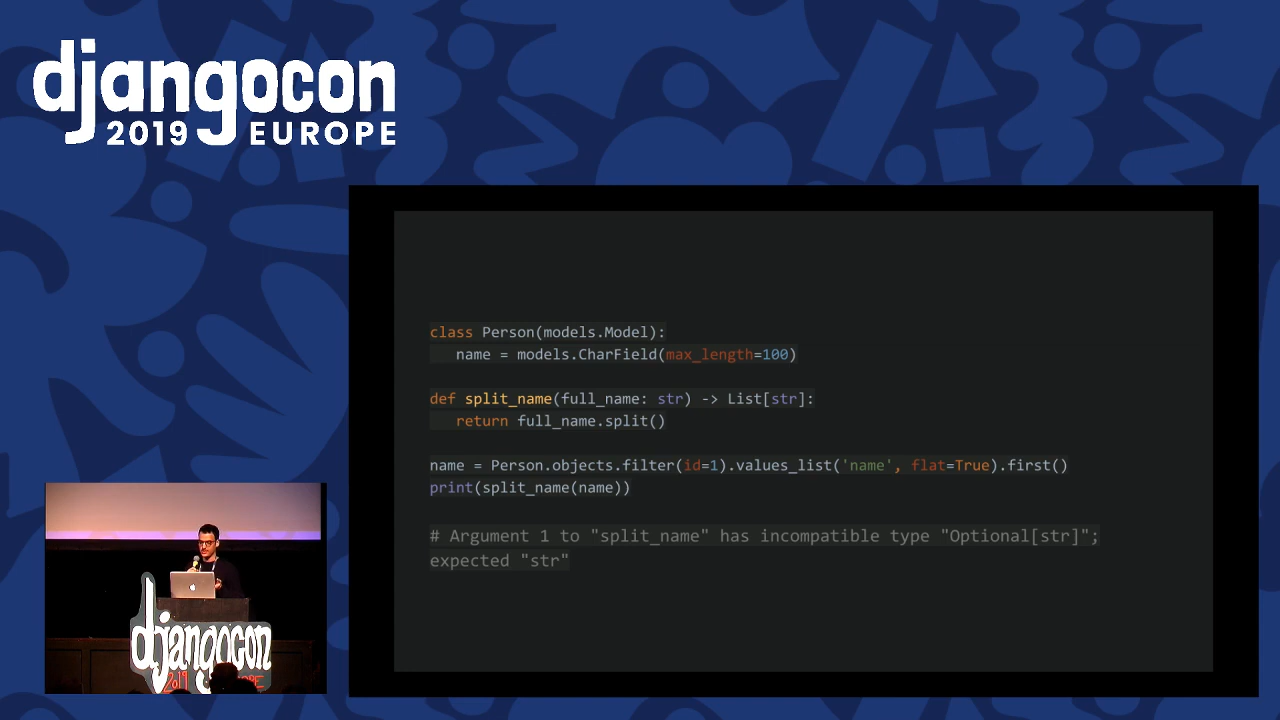 djangocon
2019 EUROPE
class Person(models.Model):
   name = models.CharField(max_length=100)
def split_name(full_name: str) -> List[str]:
   return full_name.split()
name = Person.objects.filter(id=1).values_list('name', flat=True).first()
print(split_name(name))
# Argument 1 to "split_name" has incompatible type "Optional[str]";
expected "str"
djangocon
2019